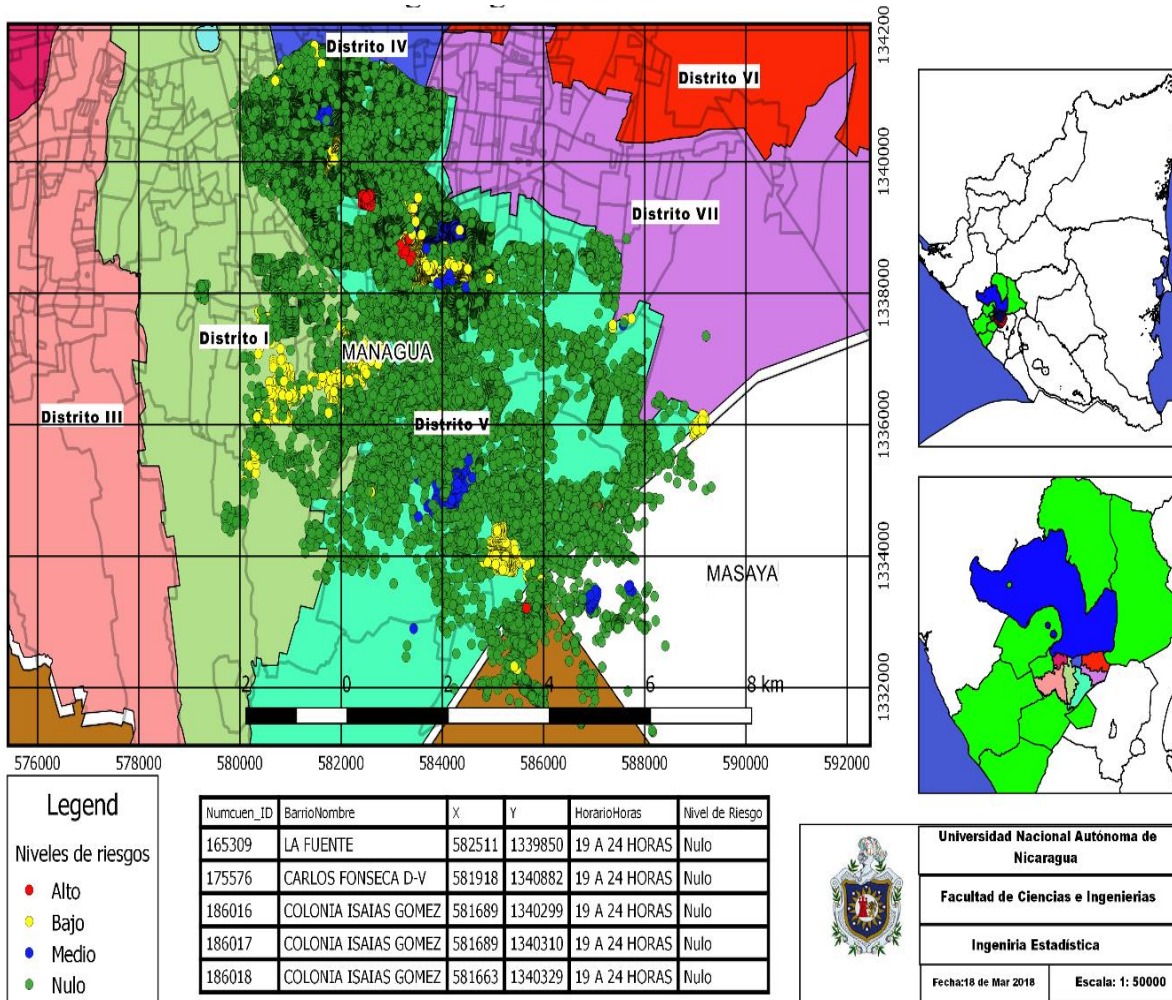 Distrito IV
Distrito VI
Distrito VII
Distrito I
MANAGUA
Distrito III
Distrito V
MASAYA
2 0 2 4 6 8 km
1334200
1340000
1338000
1336000
1334000
1332000
576000 578000 580000 582000 584000 586000 588000 590000 592000
Legend
Niveles de riesgos
Alto
Bajo
Medio
Nulo
Numcuen_ID BarrioNombre X Y HorarioHoras Nivel de Riesgo
165309 LA FUENTE 582511 1339850 19 A 24 HORAS Nulo
175576 CARLOS FONSECA D-V 581918 1340882 19 A 24 HORAS Nulo
186016 COLONIA ISAIAS GOMEZ 581689 1340299 19 A 24 HORAS Nulo
186017 COLONIA ISAIAS GOMEZ 581689 1340310 19 A 24 HORAS Nulo
186018 COLONIA ISAIAS GOMEZ 581663 1340329 19 A 24 HORAS Nulo
Universidad Nacional Autónoma de
Nicaragua
Facultad de Ciencias e Ingenierias
Ingeniria Estadística
Fecha:18 de Mar 2018 Escala: 1: 50000